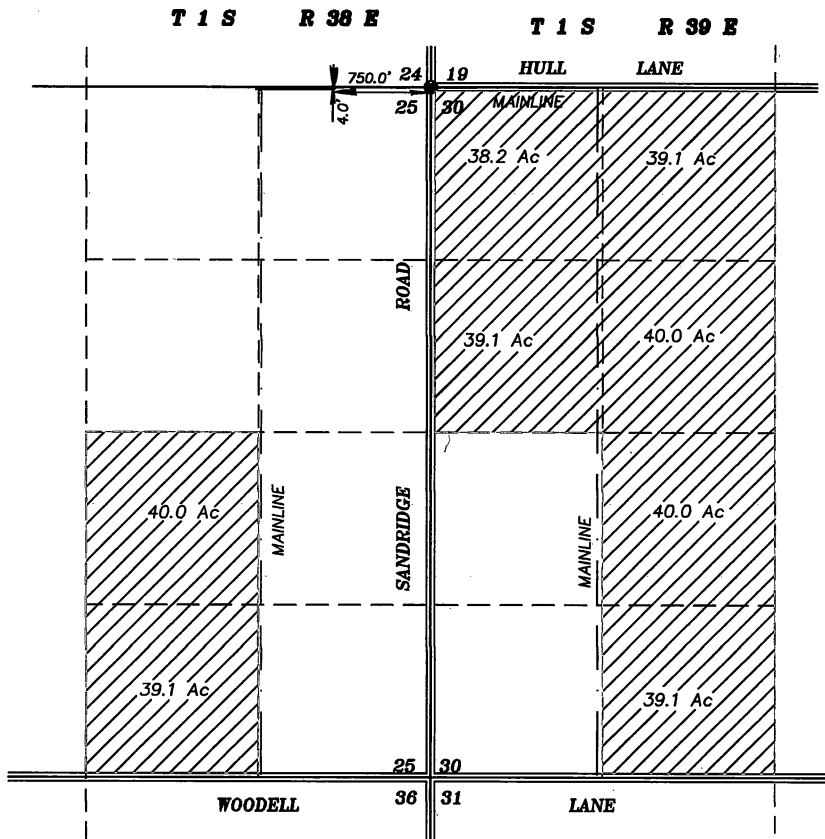 T 1 S R 38 E
T 1 S R 39 E
750.0' 24 19 HULL LANE
4.0' 25 30 MAINLINE
38.2 Ac 39.1 Ac
ROAD
39.1 Ac 40.0 Ac
40.0 Ac MAINLINE SANDRIDGE MAINLINE 40.0 Ac
39.1 Ac 39.1 Ac
25 30
36 31
WOODELL LANE